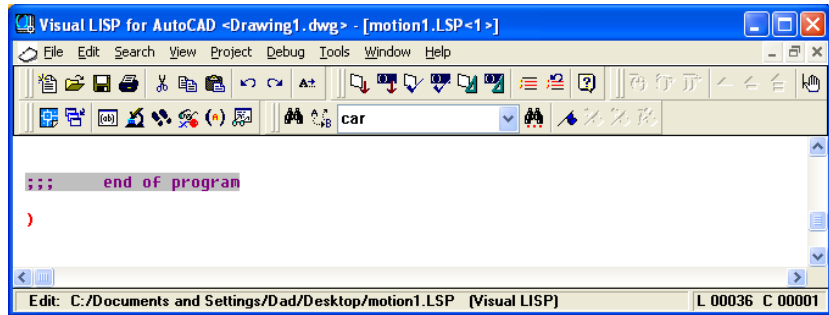 Visual LISP for AutoCAD <Drawing1.dwg> - [motion1.LSP<1>]
File Edit Search View Project Debug Tools Window Help
car
;;; end of program
)
Edit: C:/Documents and Settings/Dad/Desktop/motion1.LSP (Visual LISP) L 00036 C 00001